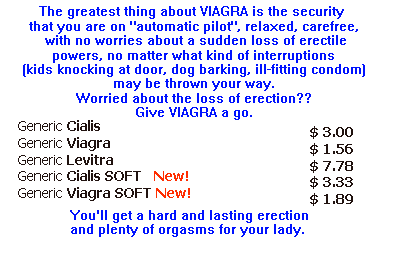 The greatest thing about VIAGRA is the security
that you are on "automatic pilot", relaxed, carefree,
with no worries about a sudden loss of erectile
powers, no matter what kind of interruptions
(kids knocking at door, dog barking, ill-fitting condom)
may be thrown your way.
Worried about the loss of erection??
Give VIAGRA a go.
Generic Cialis $ 3.00
Generic Viagra $ 1.56
Generic Levitra $ 7.78
Generic Cialis SOFT New! $ 3.33
Generic Viagra SOFT New! $ 1.89
You'll get a hard and lasting erection
and plenty of orgasms for your lady.